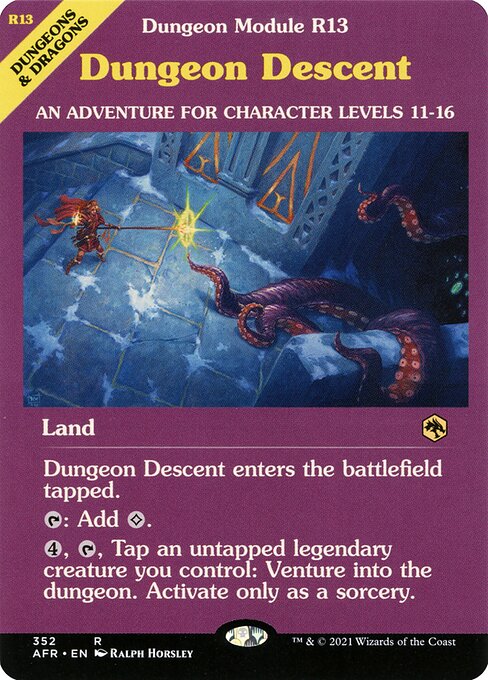 R13
DUNGEONS
& DRAGONS
Dungeon Module R13
Dungeon Descent
AN ADVENTURE FOR CHARACTER LEVELS 11-16
Land
Dungeon Descent enters the battlefield
tapped.
: Add .
4, , Tap an untapped legendary
creature you control: Venture into the
dungeon. Activate only as a sorcery.
352 R
AFR • EN RALPH HORSLEY
™ & © 2021 Wizards of the Coast